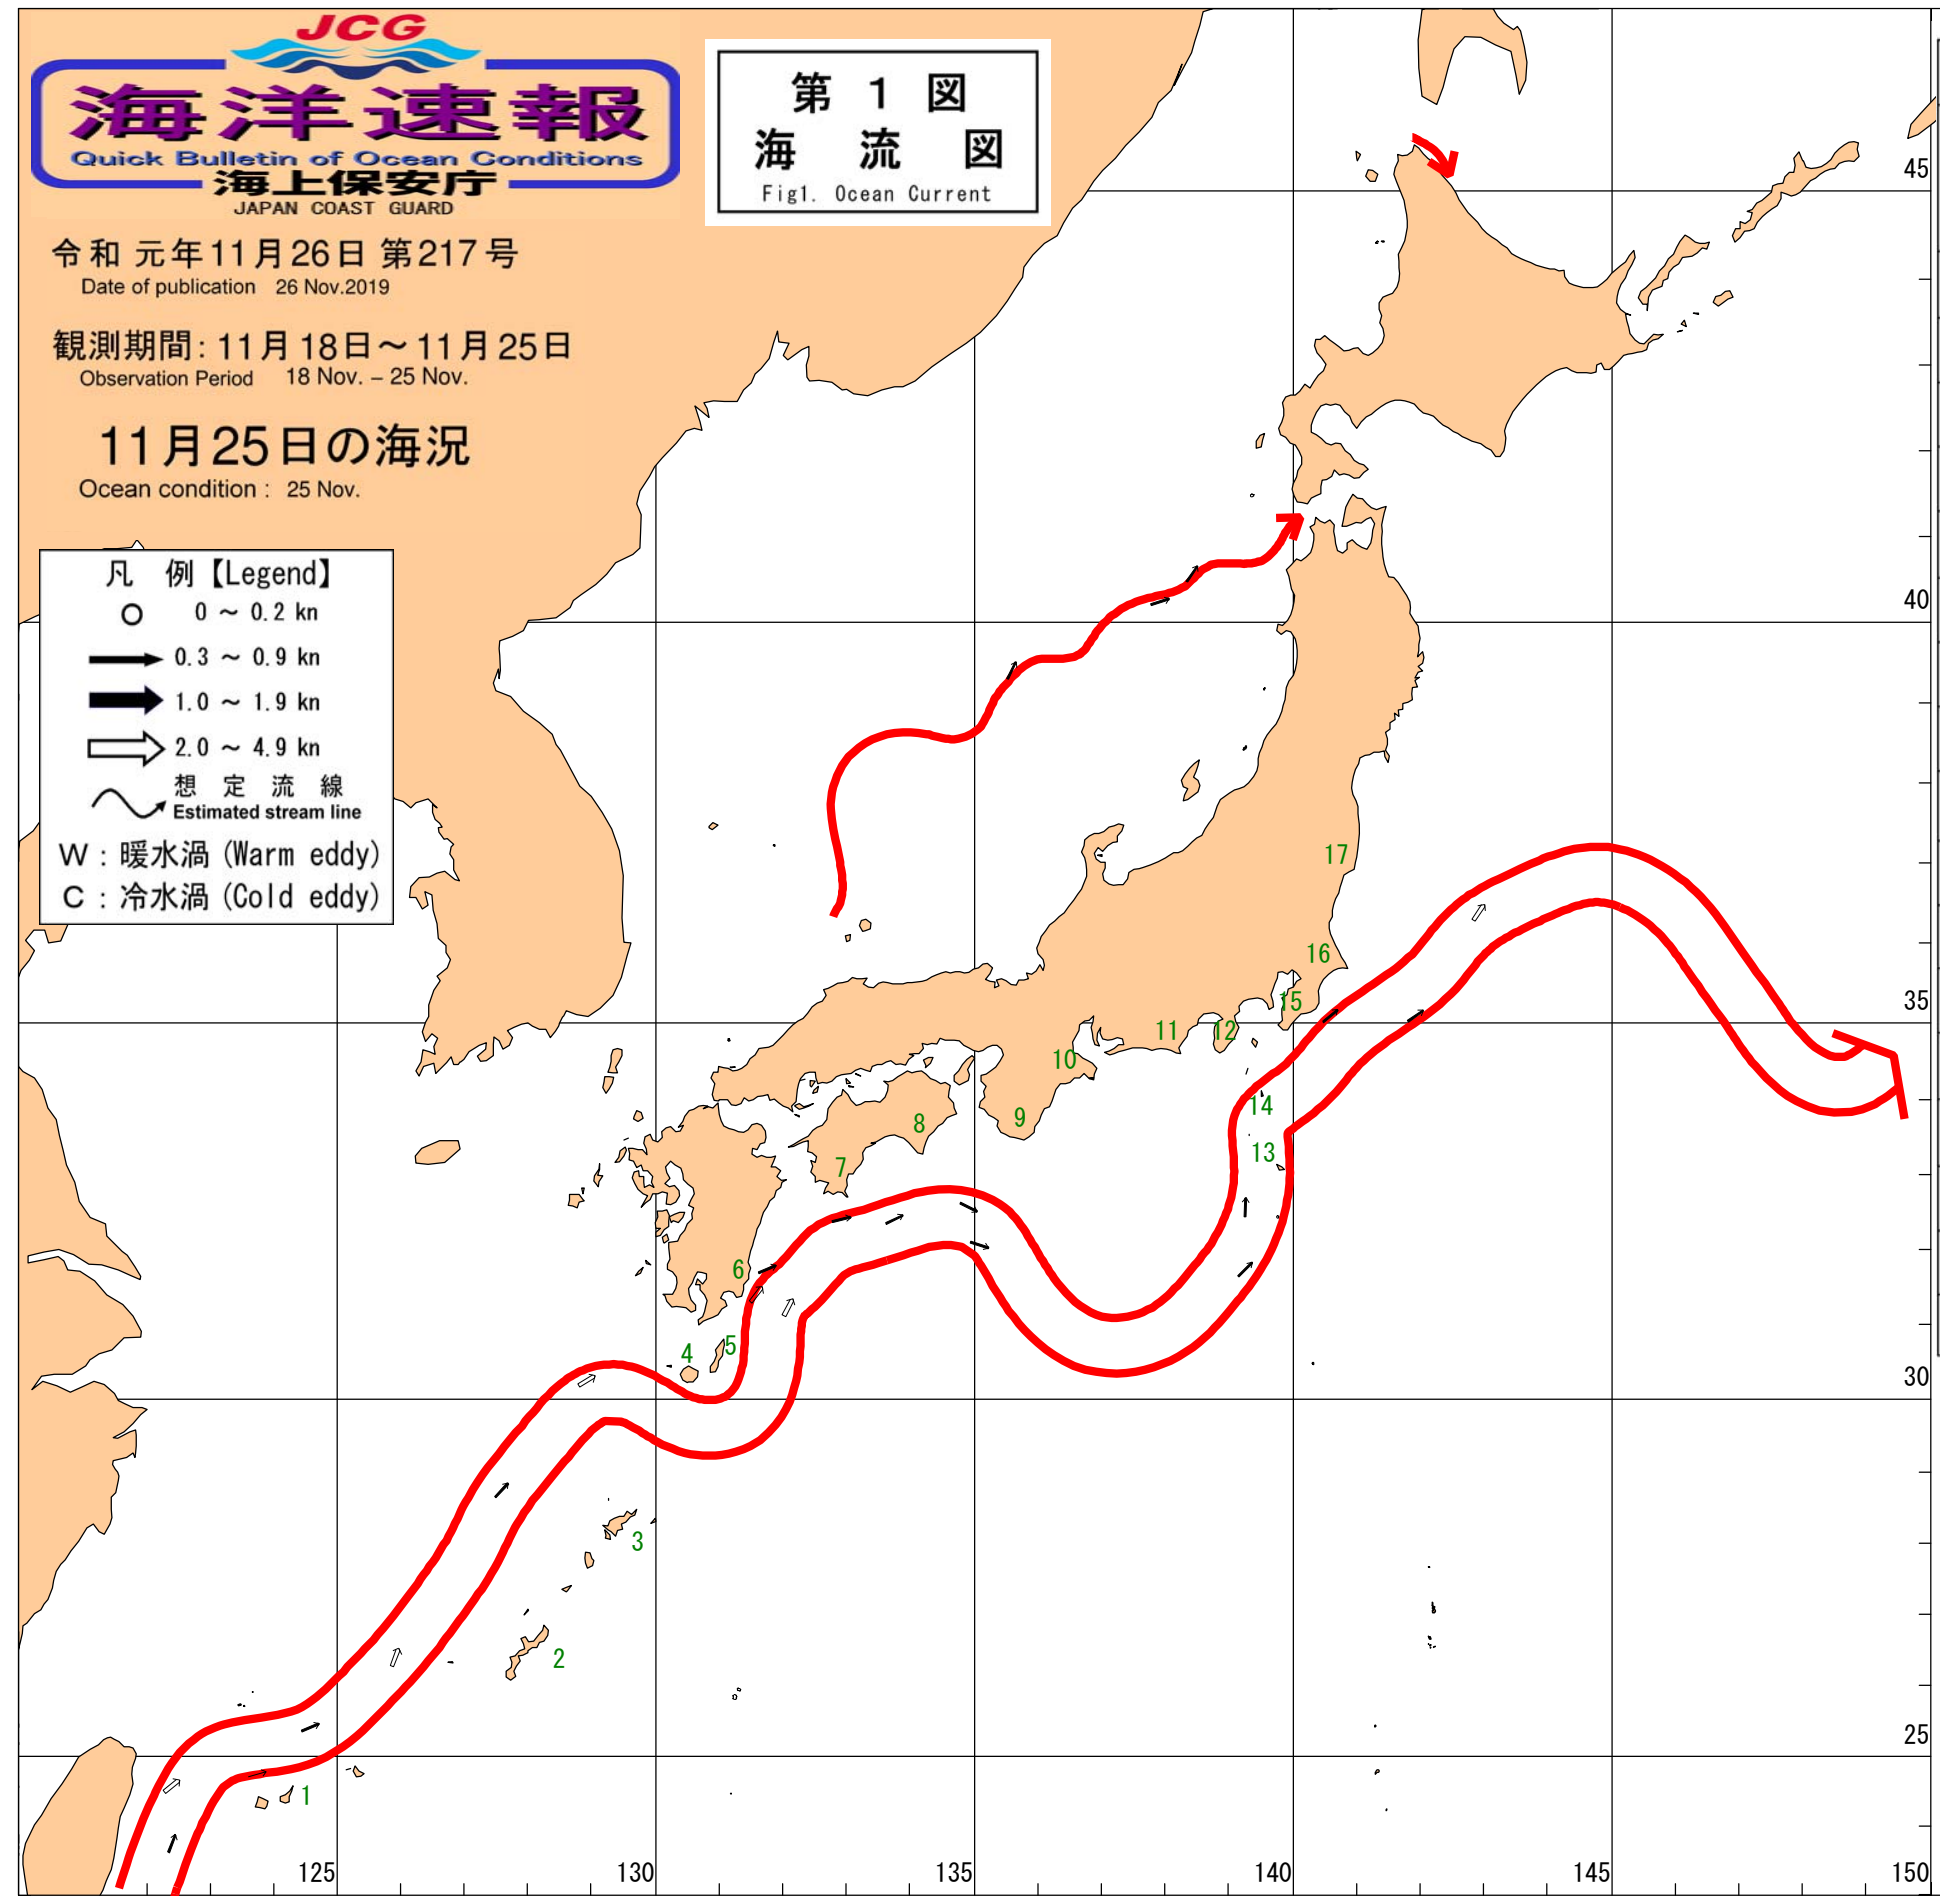 JCG
海洋速報
Quick Bulletin of Ocean Conditions
海上保安庁
JAPAN COAST GUARD
令和 元年11月26日 第217号
Date of publication 26 Nov.2019
観測期間: 11月18日～11月25日
Observation Period 18 Nov. – 25 Nov.
11月25日の海況
Ocean condition : 25 Nov.
第 1 図
海 流 図
Fig1. Ocean Current
凡 例【Legend】
0 ～ 0.2 kn
0.3 ～ 0.9 kn
1.0 ～ 1.9 kn
2.0 ～ 4.9 kn
想 定 流 線
Estimated stream line
W : 暖水渦 (Warm eddy)
C : 冷水渦 (Cold eddy)
45
40
17
16
35
15
11
12
10
14
9
8
13
7
6
5
4
30
3
2
25
1
125
130
135
140
145
150